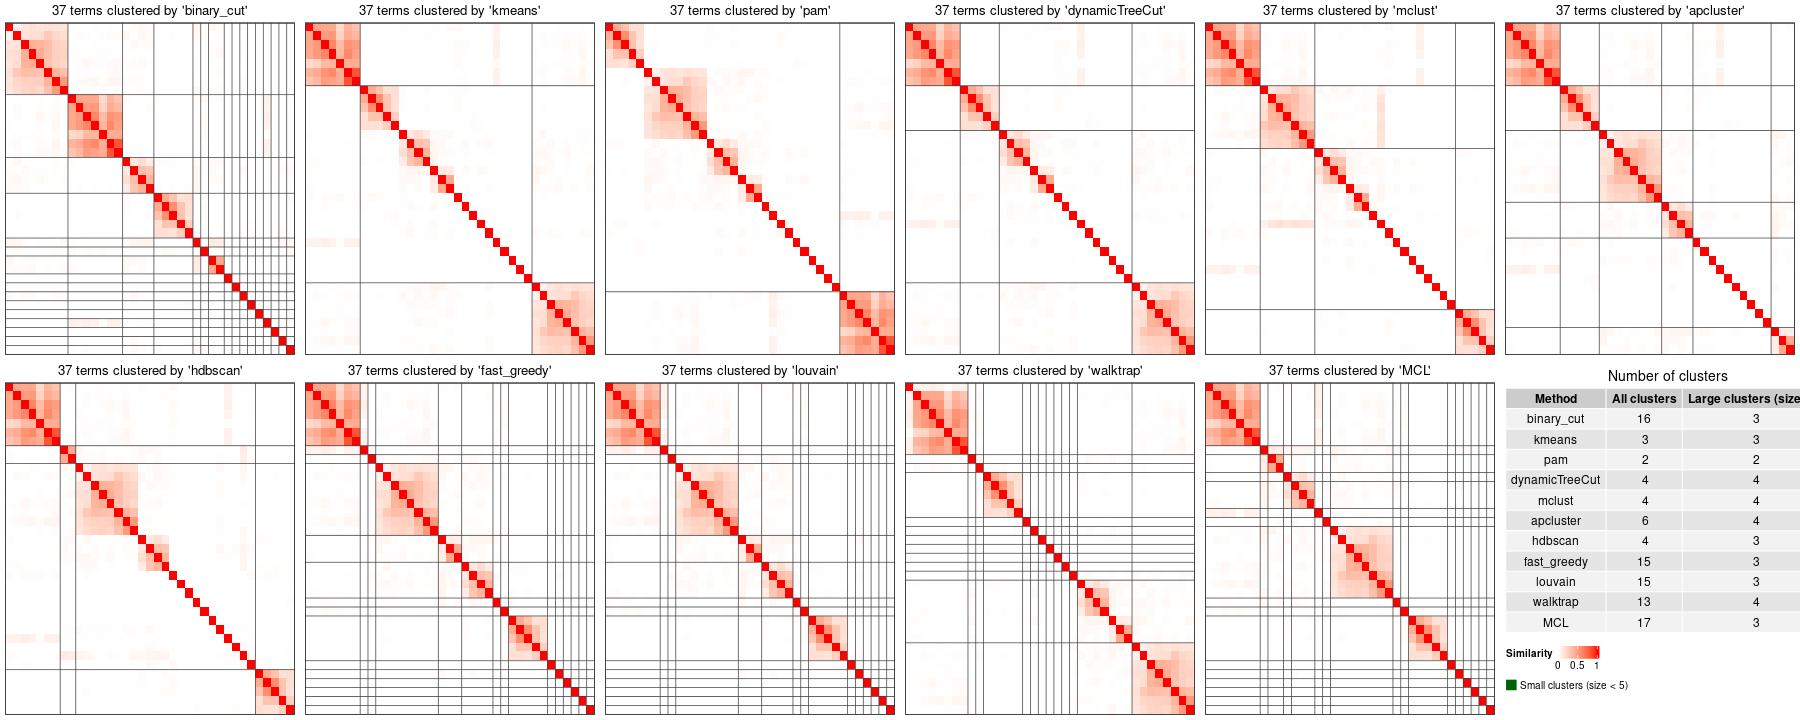 37 terms clustered by 'binary_cut'
37 terms clustered by 'kmeans'
37 terms clustered by 'pam'
37 terms clustered by 'dynamicTreeCut'
37 terms clustered by 'mclust'
37 terms clustered by 'apcluster'
37 terms clustered by 'hdbscan'
37 terms clustered by 'fast_greedy'
37 terms clustered by 'louvain'
37 terms clustered by 'walktrap'
37 terms clustered by 'MCL'
Number of clusters
Method All clusters Large clusters (size
binary_cut 16 3
kmeans 3 3
pam 2 2
dynamicTreeCut 4 4
mclust 4 4
apcluster 6 4
hdbscan 4 3
fast_greedy 15 3
louvain 15 3
walktrap 13 4
MCL 17 3
Similarity
0 0.5 1
Small clusters (size < 5)